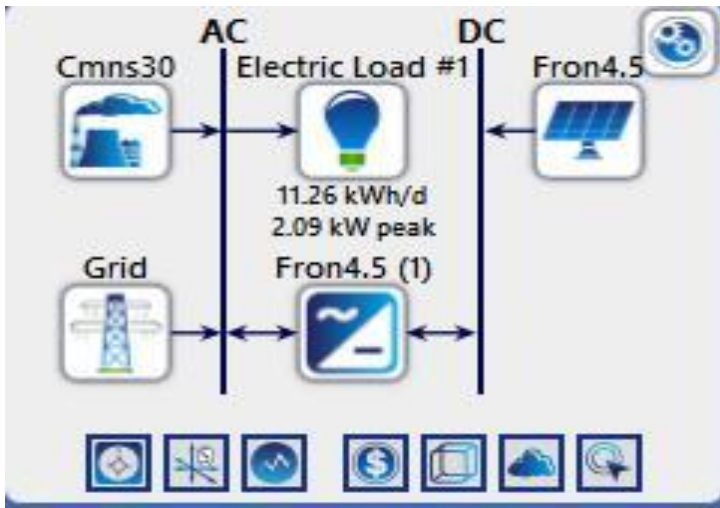 AC
DC
Cmns30
Electric Load #1
Fron4.5
11.26 kWh/d
2.09 kW peak
Grid
Fron4.5 (1)